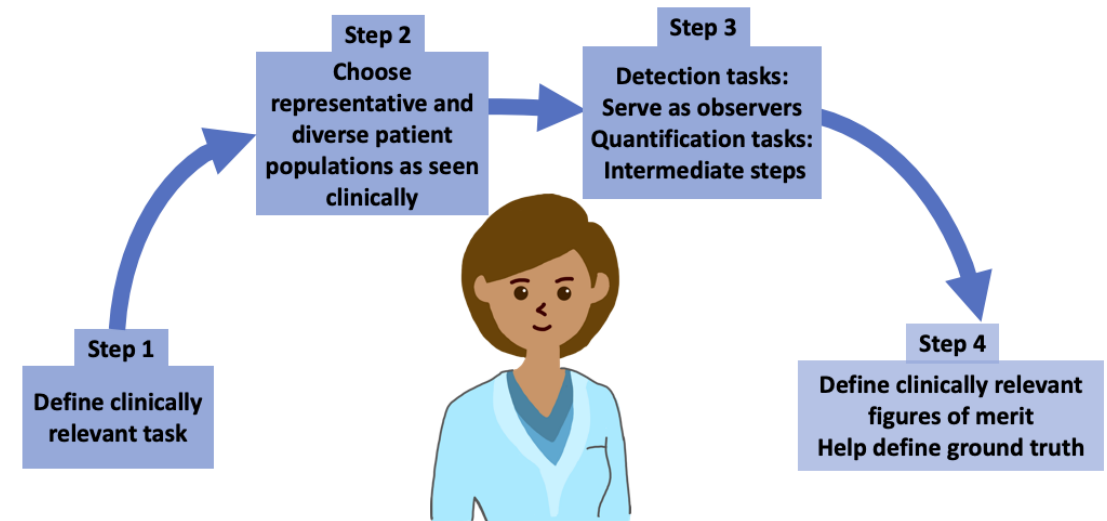 Step 1
Define clinically
relevant task
Step 2
Choose
representative and
diverse patient
populations as seen
clinically
Step 3
Detection tasks:
Serve as observers
Quantification tasks:
Intermediate steps
Step 4
Define clinically relevant
figures of merit
Help define ground truth